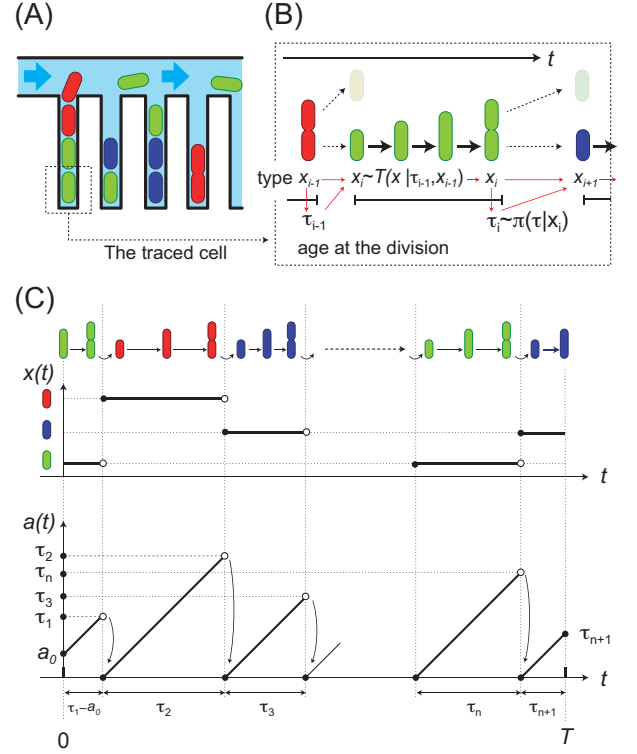 (A)
The traced cell
(B)
t
type x_{i-1} x_i~T(x|τ_{i-1},x_{i-1}) x_i x_{i+1}
τ_{i-1} τ_i~π(τ|x_i)
age at the division
(C)
x(t)
t
a(t)
τ_2
τ_n
τ_3
τ_1
a_0
τ_{n+1}
t
τ_1-a_0 τ_2 τ_3 τ_n τ_{n+1}
0 T